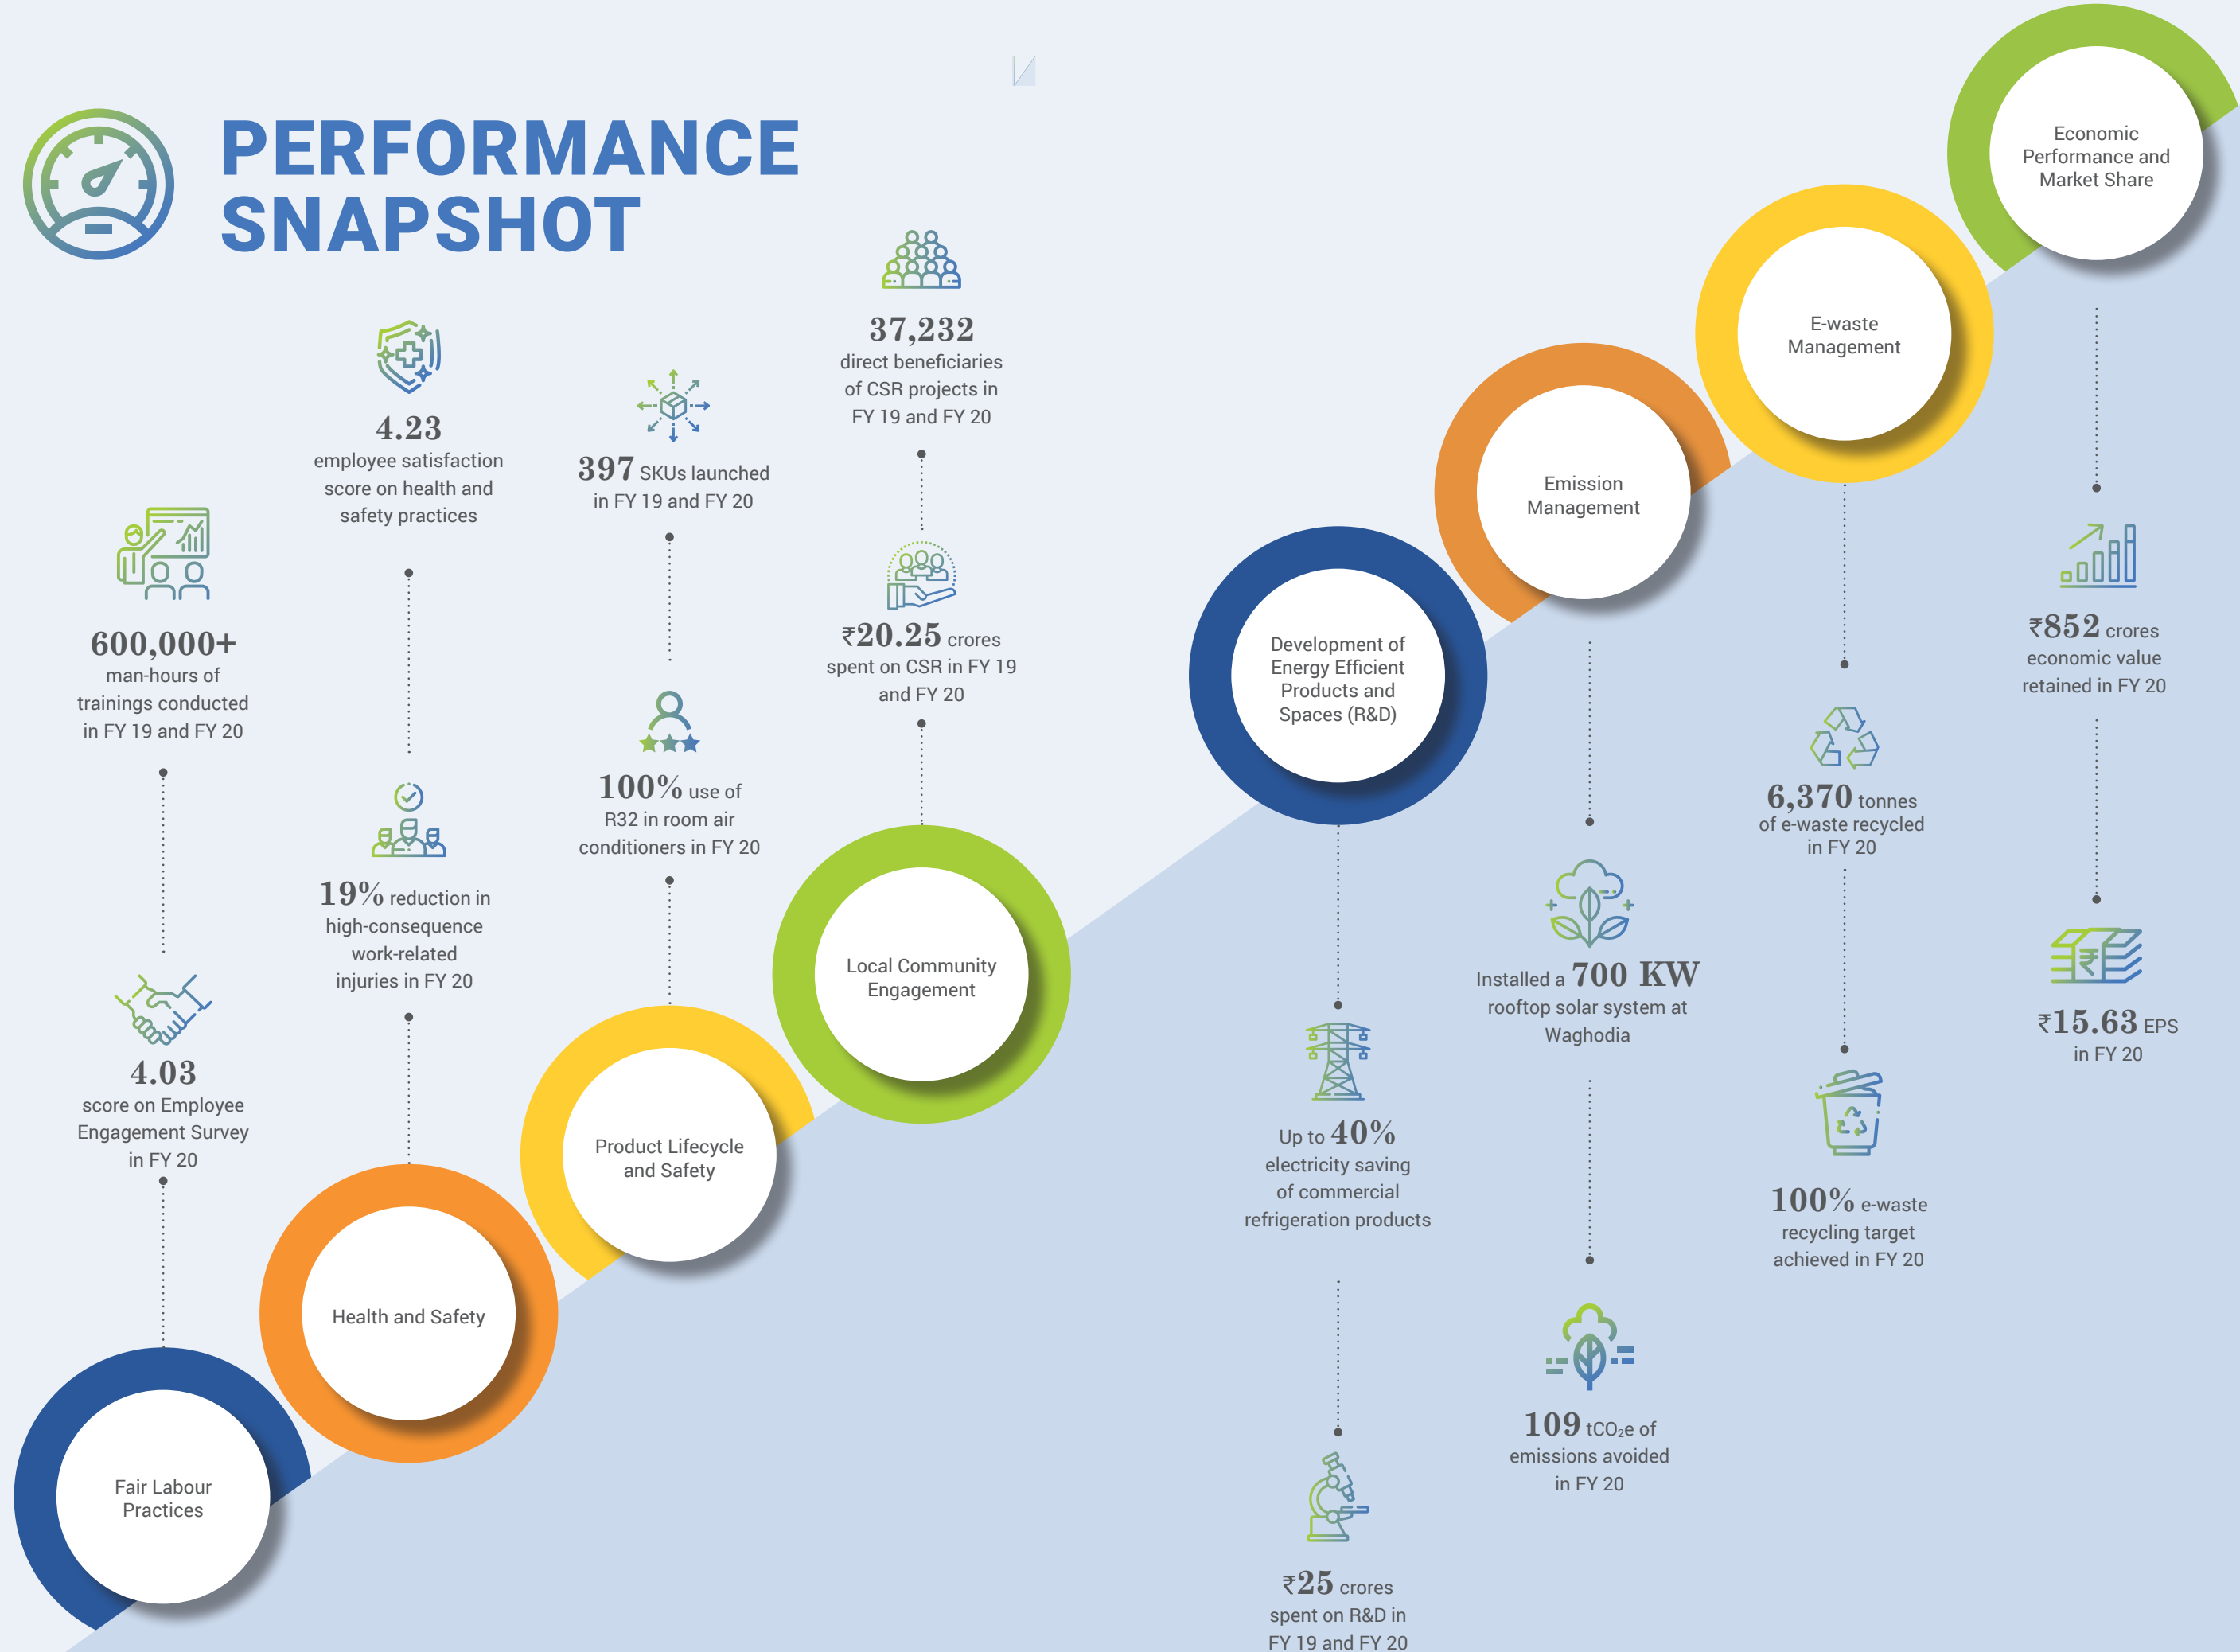 PERFORMANCE
SNAPSHOT
600,000+
man-hours of
trainings conducted
in FY 19 and FY 20
4.03
score on Employee
Engagement Survey
in FY 20
Fair Labour
Practices
4.23
employee satisfaction
score on health and
safety practices
19% reduction in
high-consequence
work-related
injuries in FY 20
Health and Safety
397 SKUs launched
in FY 19 and FY 20
100% use of
R32 in room air
conditioners in FY 20
Product Lifecycle
and Safety
37,232
direct beneficiaries
of CSR projects in
FY 19 and FY 20
₹20.25 crores
spent on CSR in FY 19
and FY 20
Local Community
Engagement
Development of
Energy Efficient
Products and
Spaces (R&D)
Up to 40%
electricity saving
of commercial
refrigeration products
₹25 crores
spent on R&D in
FY 19 and FY 20
Emission
Management
Installed a 700 KW
rooftop solar system at
Waghodia
109 tCO₂e of
emissions avoided
in FY 20
E-waste
Management
6,370 tonnes
of e-waste recycled
in FY 20
100% e-waste
recycling target
achieved in FY 20
Economic
Performance and
Market Share
₹852 crores
economic value
retained in FY 20
₹15.63 EPS
in FY 20